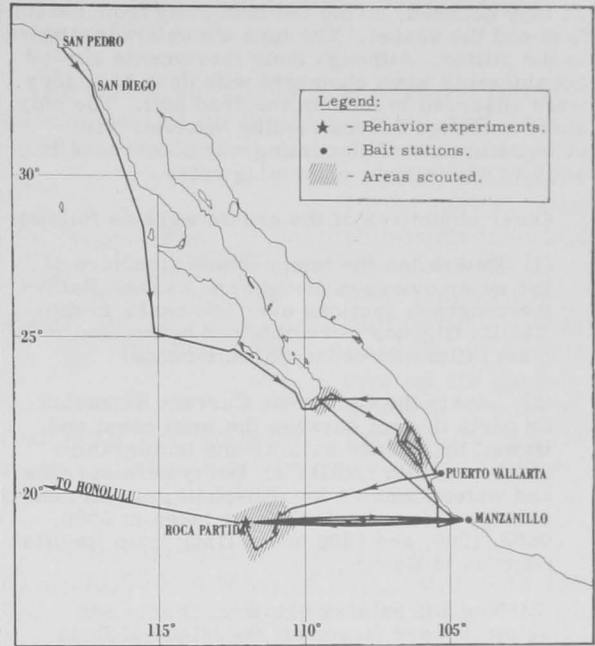 SAN PEDRO
SAN DIEGO
Legend:
★ - Behavior experiments.
● - Bait stations.
- Areas scouted.
30°
25°
20°
TO HONOLULU
PUERTO VALLARTA
ROCA PARTIDA
MANZANILLO
115°
110°
105°